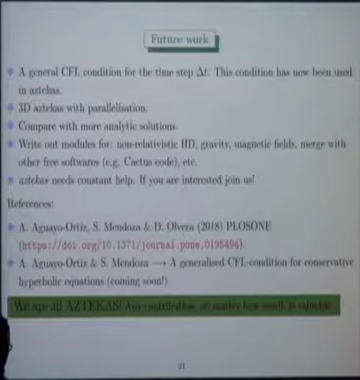 Future work
A general CFL condition for the time step Δt. This condition has now been used
in aztekas.
3D aztekas with parallelisation.
Compare with more analytic solutions.
Write out modules for: non-relativistic HD, gravity, magnetic fields, merge with
other free softwares (e.g. Cactus code), etc.
aztekas needs constant help. If you are interested join us!
References:
A. Aguayo-Ortiz, S. Mendoza & D. Olvera (2018) PLOSONE
(https://doi.org/10.1371/journal.pone.0195494).
A. Aguayo-Ortiz & S. Mendoza → A generalised CFL-condition for conservative
hyperbolic equations (coming soon!)
We are all AZTEKAS! Any contribution, no matter how small, is valuable